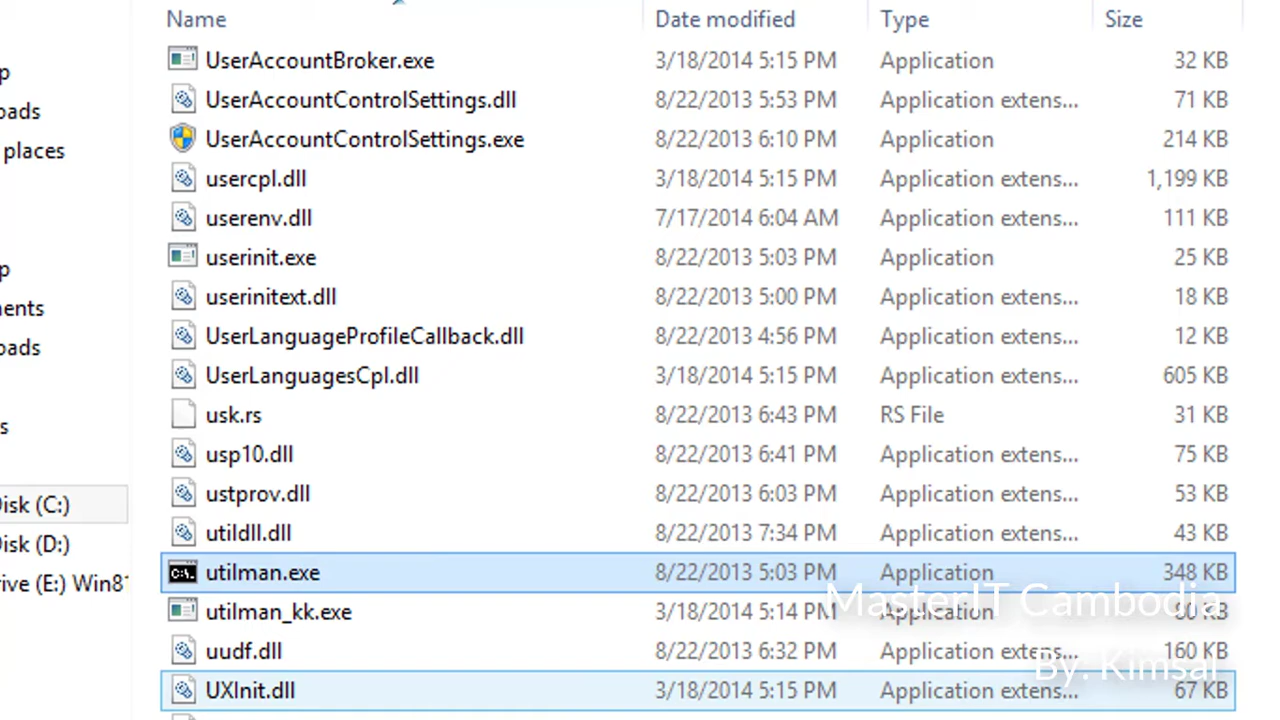 Name Date modified Type Size
UserAccountBroker.exe 3/18/2014 5:15 PM Application 32 KB
p
UserAccountControlSettings.dll 8/22/2013 5:53 PM Application extens... 71 KB
oads
UserAccountControlSettings.exe 8/22/2013 6:10 PM Application 214 KB
places
usercpl.dll 3/18/2014 5:15 PM Application extens... 1,199 KB
userenv.dll 7/17/2014 6:04 AM Application extens... 111 KB
userinit.exe 8/22/2013 5:03 PM Application 25 KB
p
userinitext.dll 8/22/2013 5:00 PM Application extens... 18 KB
ents
UserLanguageProfileCallback.dll 8/22/2013 4:56 PM Application extens... 12 KB
oads
UserLanguagesCpl.dll 3/18/2014 5:15 PM Application extens... 605 KB
usk.rs 8/22/2013 6:43 PM RS File 31 KB
s
usp10.dll 8/22/2013 6:41 PM Application extens... 75 KB
ustprov.dll 8/22/2013 6:03 PM Application extens... 53 KB
Disk (C:)
utildll.dll 8/22/2013 7:34 PM Application extens... 43 KB
Disk (D:)
utilman.exe 8/22/2013 5:03 PM Application 348 KB
rive (E:) Win81
MasterIT Cambodia
utilman_kk.exe 3/18/2014 5:14 PM Application KB
uudf.dll 8/22/2013 6:32 PM Application extens... 160 KB
By: Kimsal
UXInit.dll 3/18/2014 5:15 PM Application extens... 67 KB